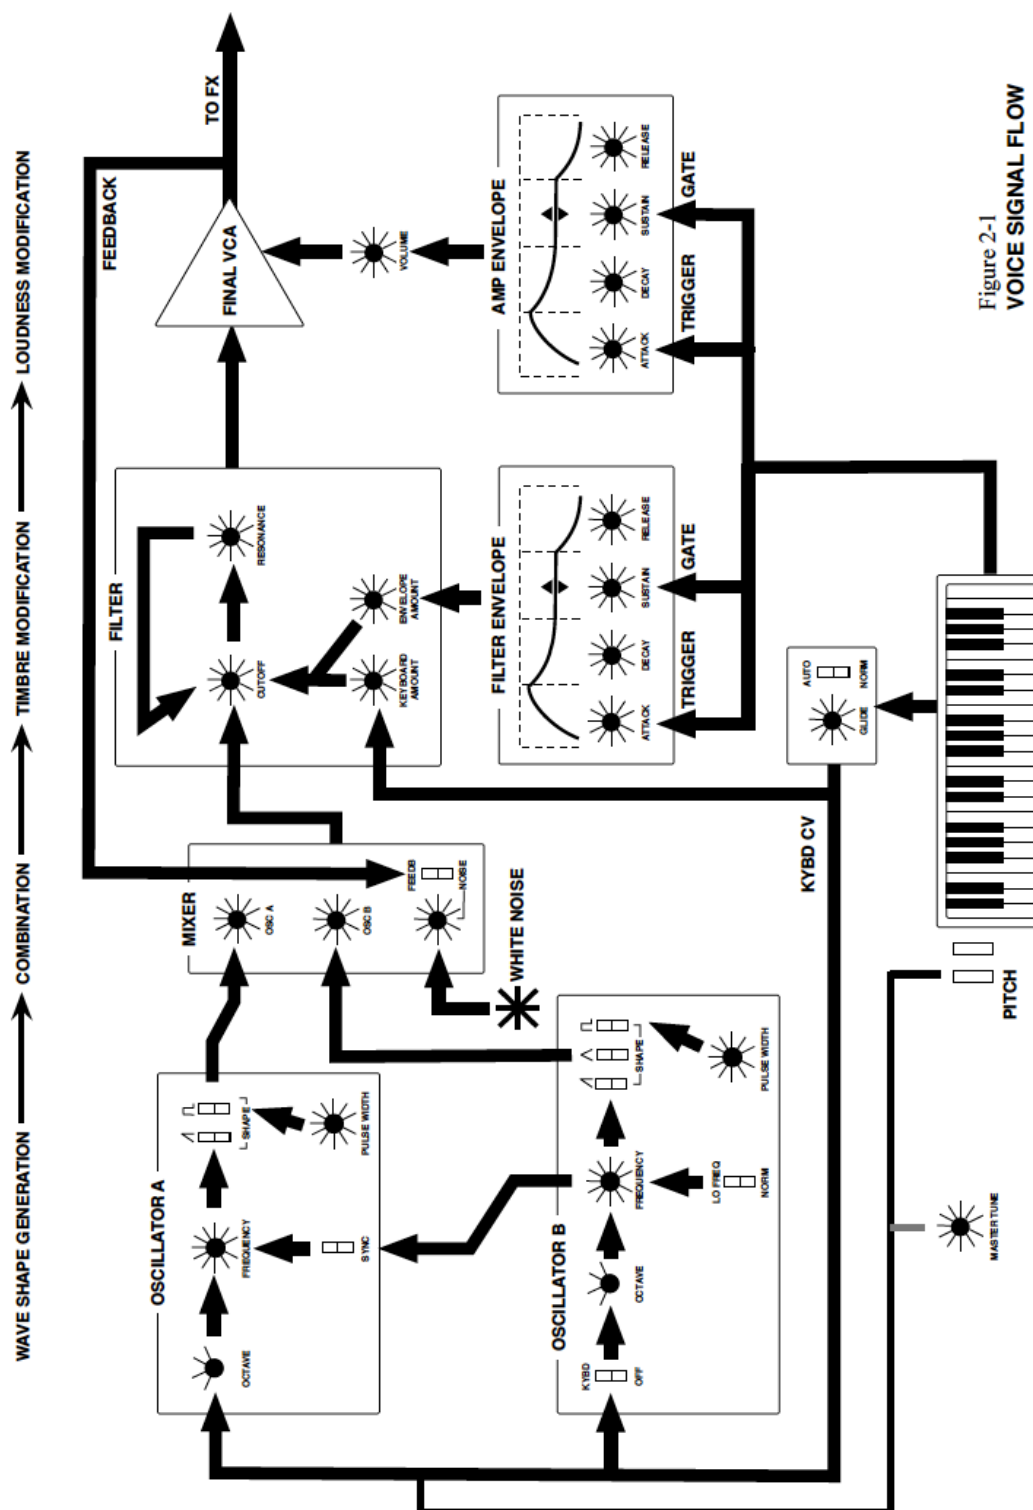 WAVE SHAPE GENERATION
COMBINATION
TIMBRE MODIFICATION
LOUDNESS MODIFICATION
FEEDBACK
TO FX
OSCILLATOR A
OCTAVE
FREQUENCY
SYNC
SHAPE
PULSE WIDTH
MIXER
OSC A
OSC B
FEEDB
NOISE
WHITE NOISE
FILTER
CUTOFF
RESONANCE
KEYBOARD
AMOUNT
ENVELOPE
AMOUNT
FINAL VCA
VOLUME
OSCILLATOR B
KYBD
OFF
OCTAVE
FREQUENCY
LO FREQ
NORM
SHAPE
PULSE WIDTH
FILTER ENVELOPE
ATTACK
DECAY
SUSTAIN
RELEASE
TRIGGER
GATE
AMP ENVELOPE
ATTACK
DECAY
SUSTAIN
RELEASE
TRIGGER
GATE
KYBD CV
GLIDE
AUTO
NORM
MASTER TUNE
PITCH
Figure 2-1
VOICE SIGNAL FLOW